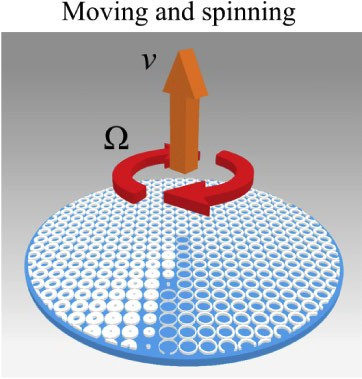 Moving and spinning
v
Ω